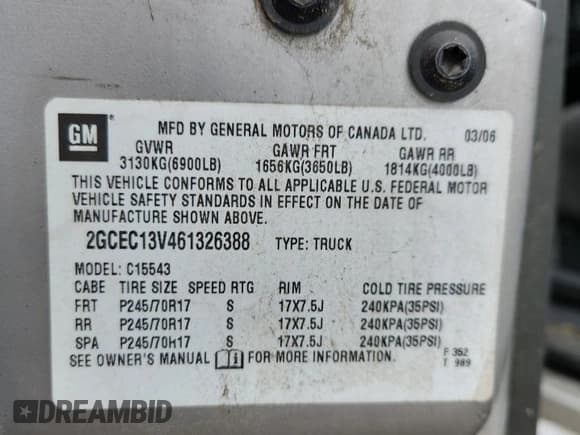 GM
MFD BY GENERAL MOTORS OF CANADA LTD. 03/06
GVWR GAWR FRT GAWR RR
3130KG(6900LB) 1656KG(3650LB) 1814KG(4000LB)
THIS VEHICLE CONFORMS TO ALL APPLICABLE U.S. FEDERAL MOTOR
VEHICLE SAFETY STANDARDS IN EFFECT ON THE DATE OF
MANUFACTURE SHOWN ABOVE.
2GCEC13V461326388 TYPE: TRUCK
MODEL: C15543
CABE TIRE SIZE SPEED RTG RIM COLD TIRE PRESSURE
FRT P245/70R17 S 17X7.5J 240KPA(35PSI)
RR P245/70R17 S 17X7.5J 240KPA(35PSI)
SPA P245/70R17 S 17X7.5J 240KPA(35PSI)
SEE OWNER'S MANUAL FOR MORE INFORMATION. F 352
T 989
DREAMBID